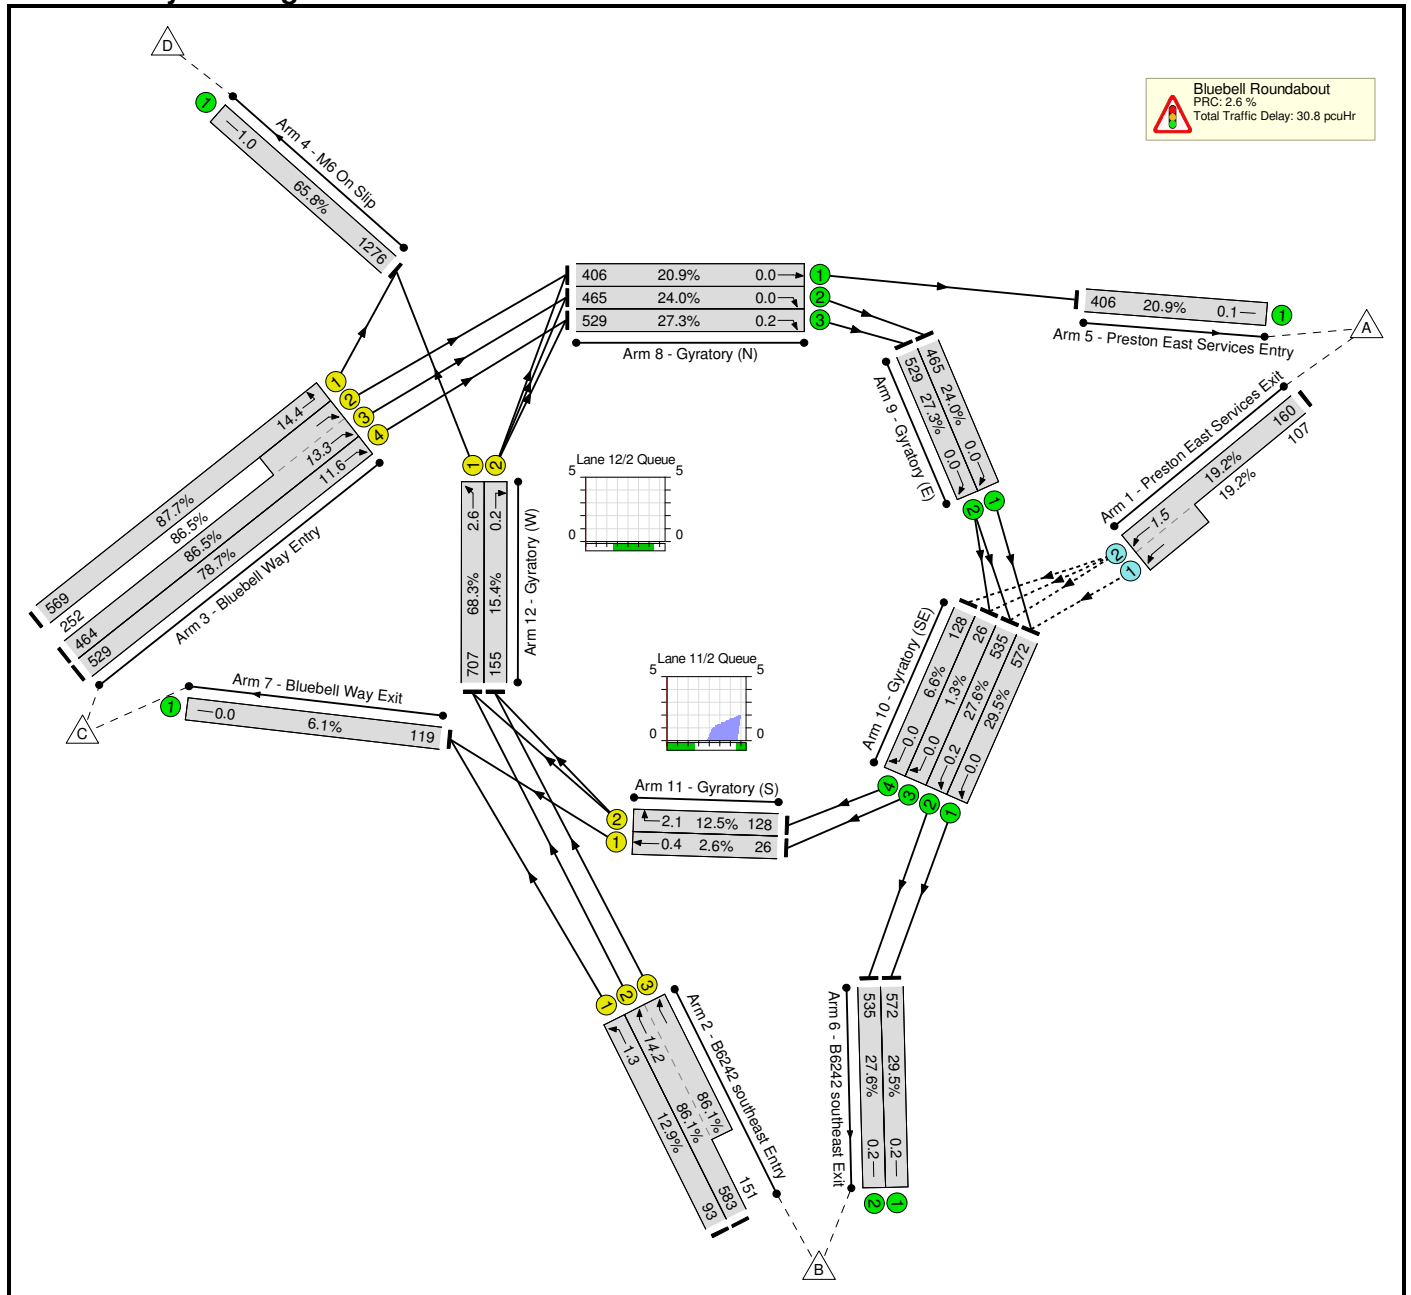 D
Bluebell Roundabout
PRC: 2.6 %
Total Traffic Delay: 30.8 pcuHr
1
Arm 4 - M6 On Slip
1.0
65.8%
1276
406 20.9% 0.0 1
465 24.0% 0.0 2
529 27.3% 0.2 3
Arm 8 - Gyratory (N)
406 20.9% 0.1 1
Arm 5 - Preston East Services Entry
A
Arm 9 - Gyratory (E)
529 27.3% 0.0 2
465 24.0% 0.0 1
Arm 1 - Preston East Services Exit
160 19.2% 1.5 2
107 19.2% 1
1 2 3 4
14.4 87.7% 569
86.5% 252
13.3 86.5% 464
11.6 78.7% 529
Arm 3 - Bluebell Way Entry
1 2
2.6 68.3% 707
0.2 15.4% 155
Arm 12 - Gyratory (W)
Lane 12/2 Queue
5 5
0 0
Lane 11/2 Queue
5 5
0 0
Arm 10 - Gyratory (SE)
128 6.6% 0.0 4
26 1.3% 0.0 3
535 27.6% 0.2 2
572 29.5% 0.0 1
Arm 7 - Bluebell Way Exit
1 0.0 6.1% 119
C
Arm 11 - Gyratory (S)
2 2.1 12.5% 128
1 0.4 2.6% 26
1 2 3
1.3 12.9% 93
14.2 86.1% 583
86.1% 151
Arm 2 - B6242 southeast Entry
Arm 6 - B6242 southeast Exit
535 27.6% 0.2 2
572 29.5% 0.2 1
B